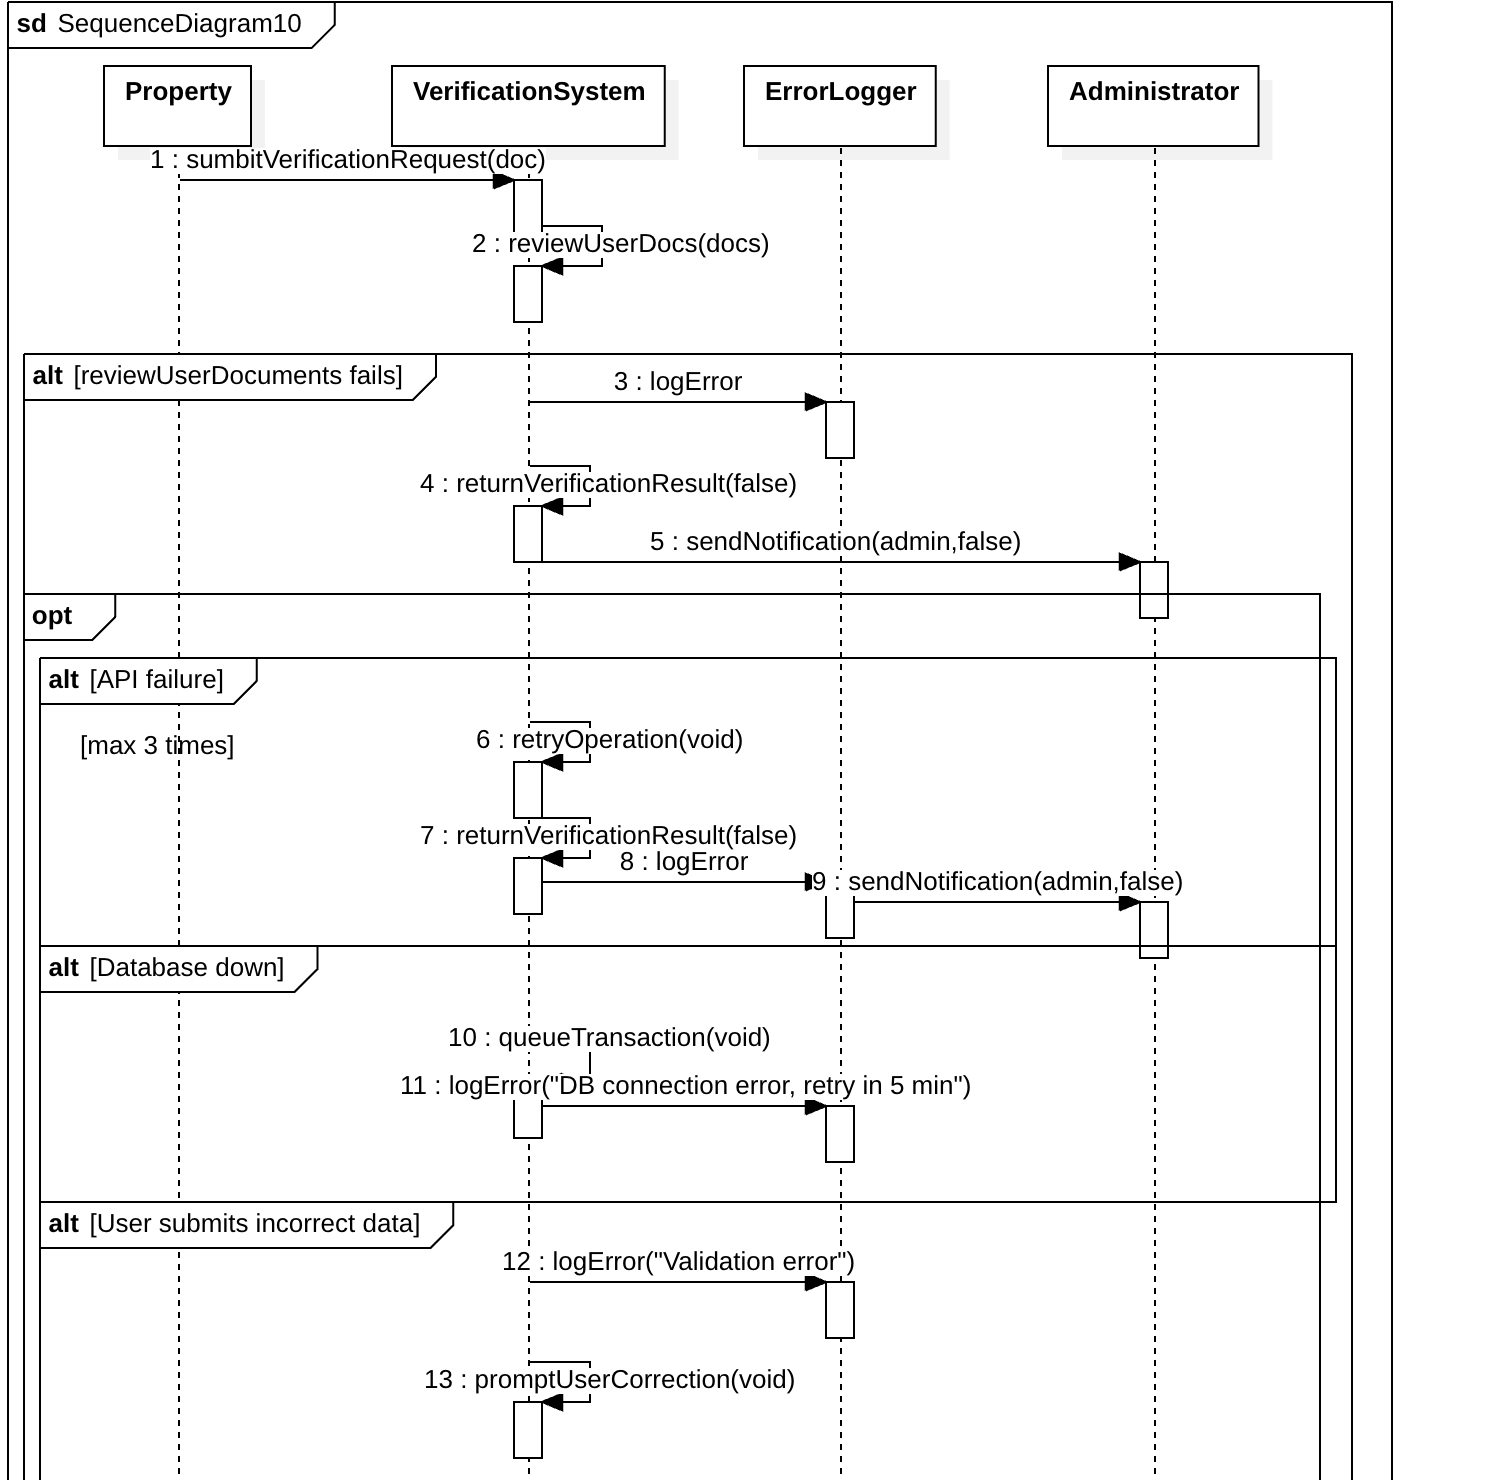 sd SequenceDiagram10
Property
VerificationSystem
ErrorLogger
Administrator
1 : sumbitVerificationRequest(doc)
2 : reviewUserDocs(docs)
alt [reviewUserDocuments fails]
3 : logError
4 : returnVerificationResult(false)
5 : sendNotification(admin,false)
opt
alt [API failure]
[max 3 times]
6 : retryOperation(void)
7 : returnVerificationResult(false)
8 : logError
9 : sendNotification(admin,false)
alt [Database down]
10 : queueTransaction(void)
11 : logError("DB connection error, retry in 5 min")
alt [User submits incorrect data]
12 : logError("Validation error")
13 : promptUserCorrection(void)